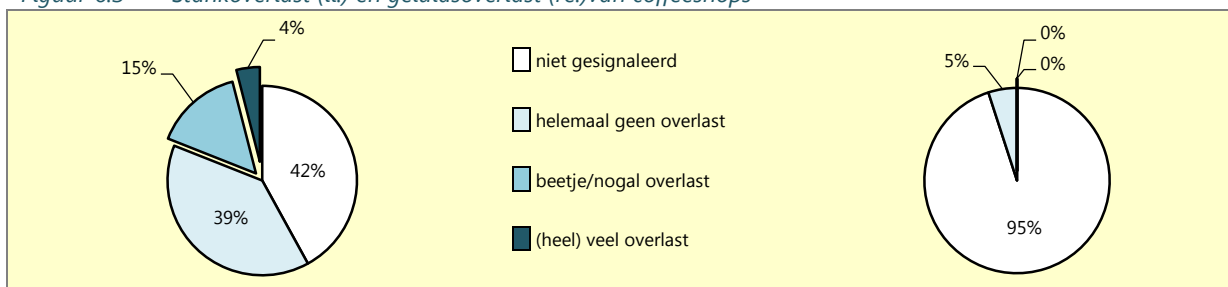 4%
15%
42%
39%
niet gesignaleerd
helemaal geen overlast
beetje/nogal overlast
(heel) veel overlast
0%
5%
0%
95%